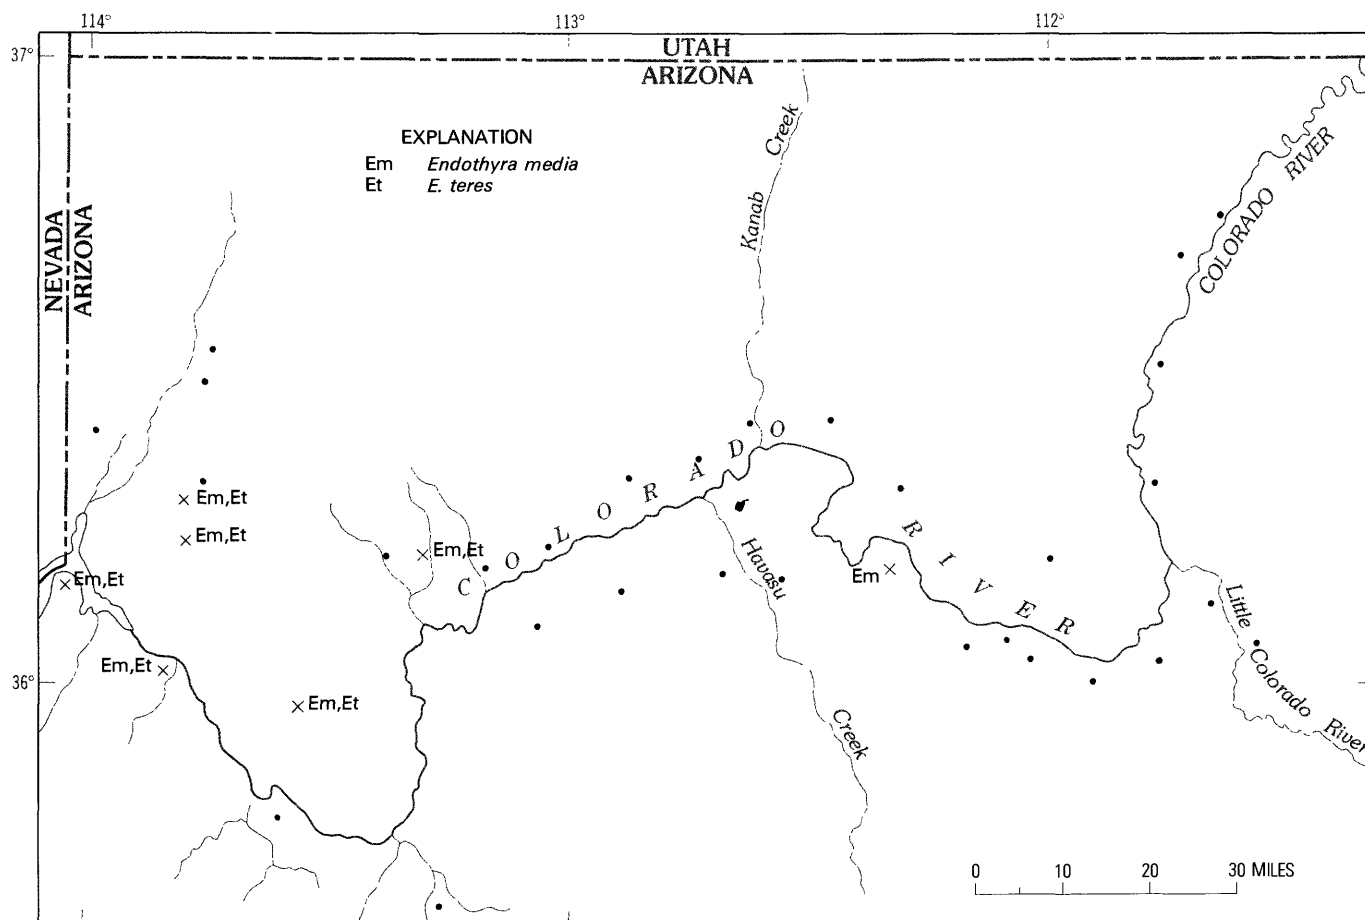 114°
113°
112°
37°
UTAH
ARIZONA
EXPLANATION
Em Endothyra media
Et E. teres
NEVADA
ARIZONA
Kanab Creek
COLORADO RIVER
Em,Et
Em,Et
Em,Et
Em,Et
COLORADO RIVER
Havasu Creek
Em
Little Colorado River
Em,Et
36°
Em,Et
0 10 20 30 MILES